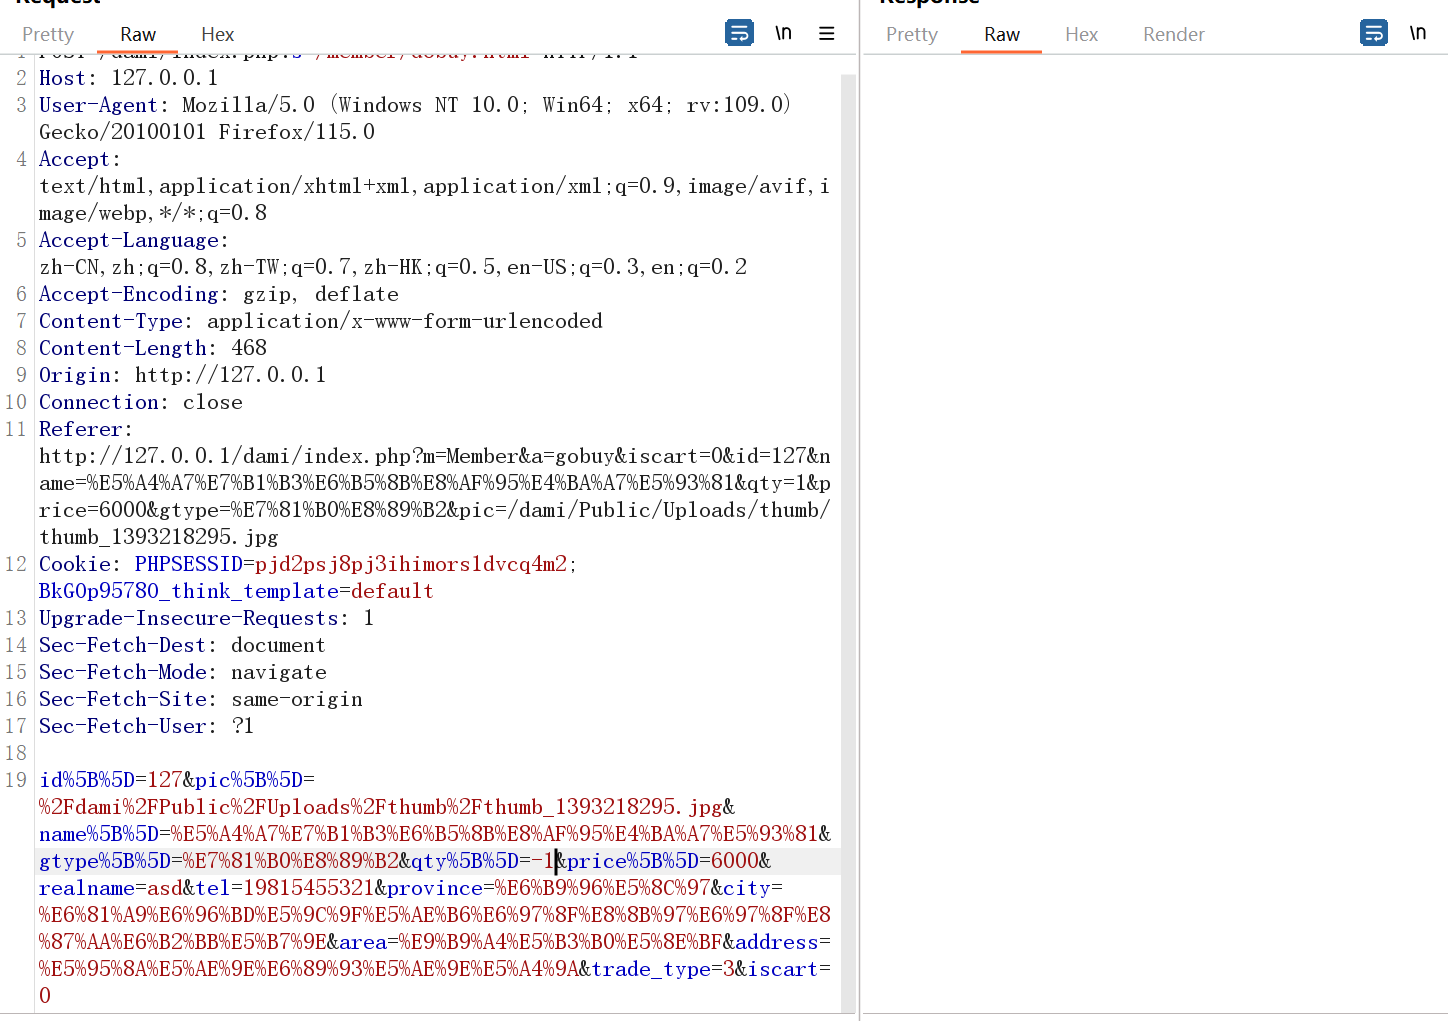 Request
Response
Pretty Raw Hex \n
Pretty Raw Hex Render \n
1 POST /dami/index.php?s=/member/dobuy.html HTTP/1.1
2 Host: 127.0.0.1
3 User-Agent: Mozilla/5.0 (Windows NT 10.0; Win64; x64; rv:109.0)
Gecko/20100101 Firefox/115.0
4 Accept:
text/html,application/xhtml+xml,application/xml;q=0.9,image/avif,i
mage/webp,*/*;q=0.8
5 Accept-Language:
zh-CN,zh;q=0.8,zh-TW;q=0.7,zh-HK;q=0.5,en-US;q=0.3,en;q=0.2
6 Accept-Encoding: gzip, deflate
7 Content-Type: application/x-www-form-urlencoded
8 Content-Length: 468
9 Origin: http://127.0.0.1
10 Connection: close
11 Referer:
http://127.0.0.1/dami/index.php?m=Member&a=gobuy&iscart=0&id=127&n
ame=%E5%A4%A7%E7%B1%B3%E6%B5%8B%E8%AF%95%E4%BA%A7%E5%93%81&qty=1&p
rice=6000&gtype=%E7%81%B0%E8%89%B2&pic=/dami/Public/Uploads/thumb/
thumb_1393218295.jpg
12 Cookie: PHPSESSID=pjd2psj8pj3ihimors1dvcq4m2;
BkGOp9578O_think_template=default
13 Upgrade-Insecure-Requests: 1
14 Sec-Fetch-Dest: document
15 Sec-Fetch-Mode: navigate
16 Sec-Fetch-Site: same-origin
17 Sec-Fetch-User: ?1
18
19 id%5B%5D=127&pic%5B%5D=
%2Fdami%2FPublic%2FUploads%2Fthumb%2Fthumb_1393218295.jpg&
name%5B%5D=%E5%A4%A7%E7%B1%B3%E6%B5%8B%E8%AF%95%E4%BA%A7%E5%93%81&
gtype%5B%5D=%E7%81%B0%E8%89%B2&qty%5B%5D=-1&price%5B%5D=6000&
realname=asd&tel=19815455321&province=%E6%B9%96%E5%8C%97&city=
%E6%81%A9%E6%96%BD%E5%9C%9F%E5%AE%B6%E6%97%8F%E8%8B%97%E6%97%8F%E8
%87%AA%E6%B2%BB%E5%B7%9E&area=%E9%B9%A4%E5%B3%B0%E5%8E%BF&address=
%E5%95%8A%E5%AE%9E%E6%89%93%E5%AE%9E%E5%A4%9A&trade_type=3&iscart=
0